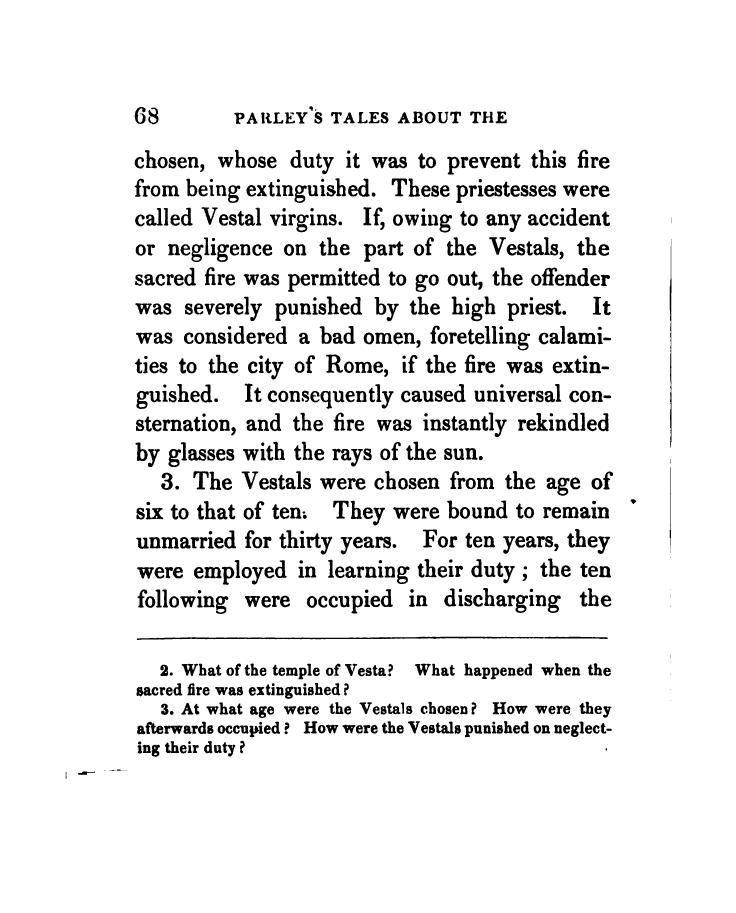 68 PARLEY'S TALES ABOUT THE
chosen, whose duty it was to prevent this fire
from being extinguished. These priestesses were
called Vestal virgins. If, owing to any accident
or negligence on the part of the Vestals, the
sacred fire was permitted to go out, the offender
was severely punished by the high priest. It
was considered a bad omen, foretelling calami-
ties to the city of Rome, if the fire was extin-
guished. It consequently caused universal con-
sternation, and the fire was instantly rekindled
by glasses with the rays of the sun.
3. The Vestals were chosen from the age of
six to that of ten. They were bound to remain
unmarried for thirty years. For ten years, they
were employed in learning their duty ; the ten
following were occupied in discharging the
2. What of the temple of Vesta? What happened when the
sacred fire was extinguished?
3. At what age were the Vestals chosen? How were they
afterwards occupied? How were the Vestals punished on neglect-
ing their duty?